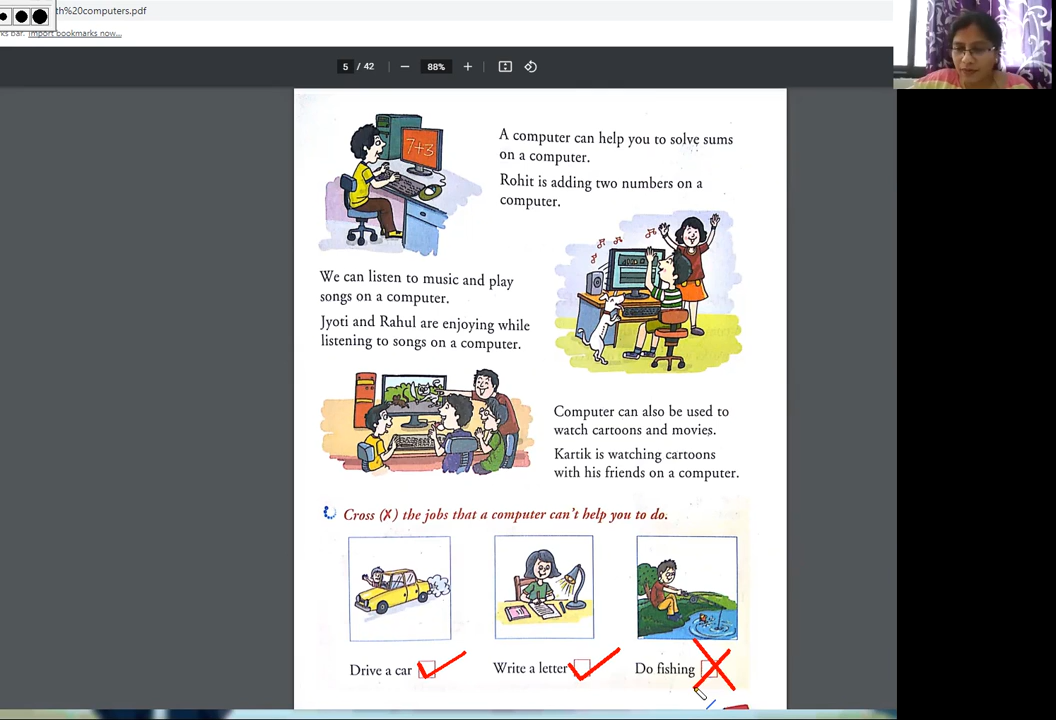 th%20computers.pdf
ks bar. Import bookmarks now...
5 / 42 — 88% +
7+3
A computer can help you to solve sums
on a computer.
Rohit is adding two numbers on a
computer.
We can listen to music and play
songs on a computer.
Jyoti and Rahul are enjoying while
listening to songs on a computer.
Computer can also be used to
watch cartoons and movies.
Kartik is watching cartoons
with his friends on a computer.
Cross (✗) the jobs that a computer can't help you to do.
Drive a car
Write a letter
Do fishing